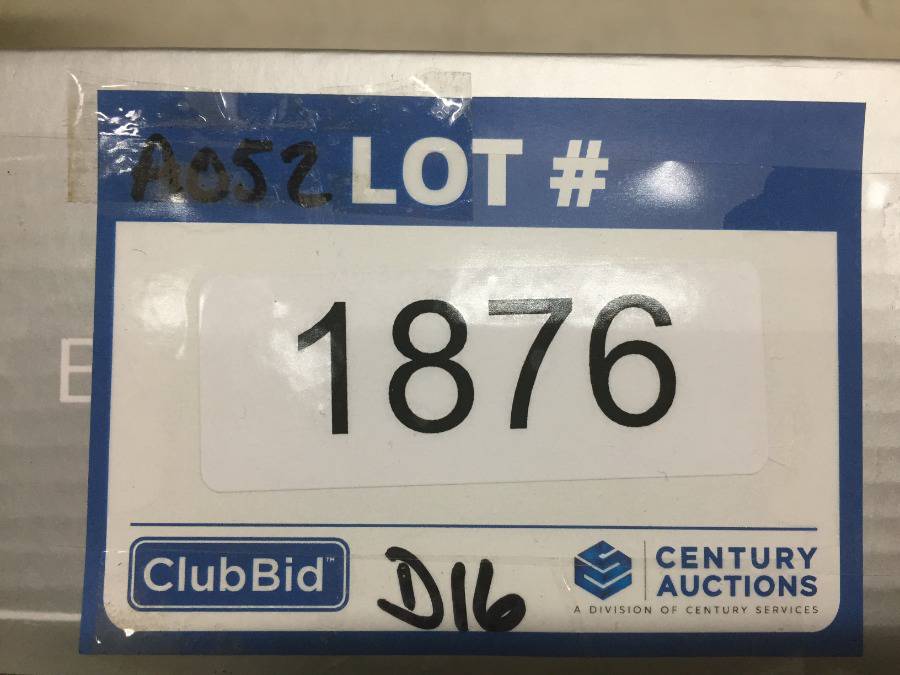 A052 LOT #
1876
E
ClubBid™
D16
CENTURY
AUCTIONS
A DIVISION OF CENTURY SERVICES